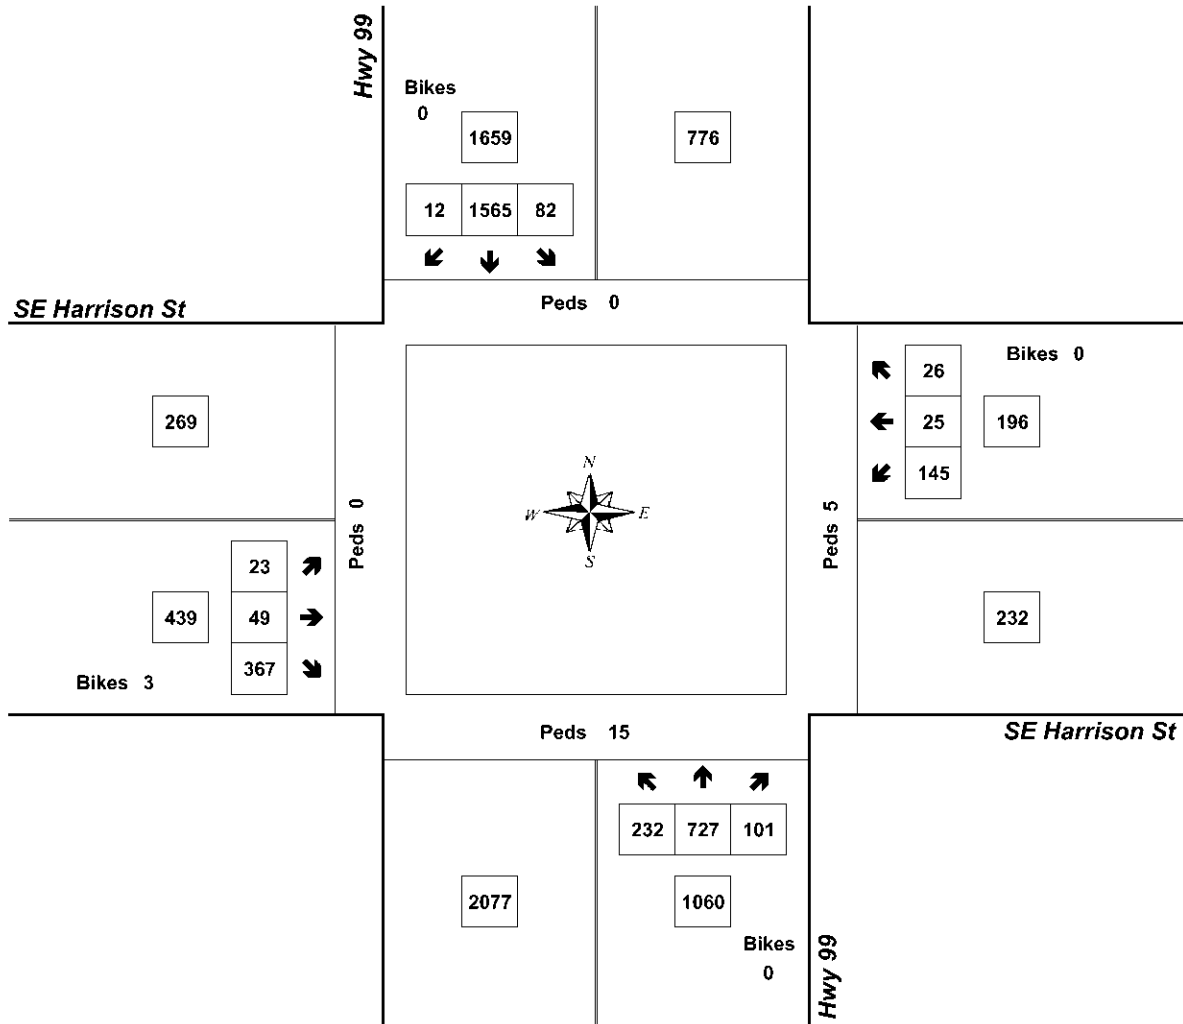 Hwy 99
Bikes
0
1659
776
12 1565 82
SE Harrison St
Peds 0
Bikes 0
26
269
25
196
145
N
W E
S
Peds 0
Peds 5
23
439
49
232
367
Bikes 3
Peds 15
SE Harrison St
232 727 101
2077
1060
Bikes
0
Hwy 99